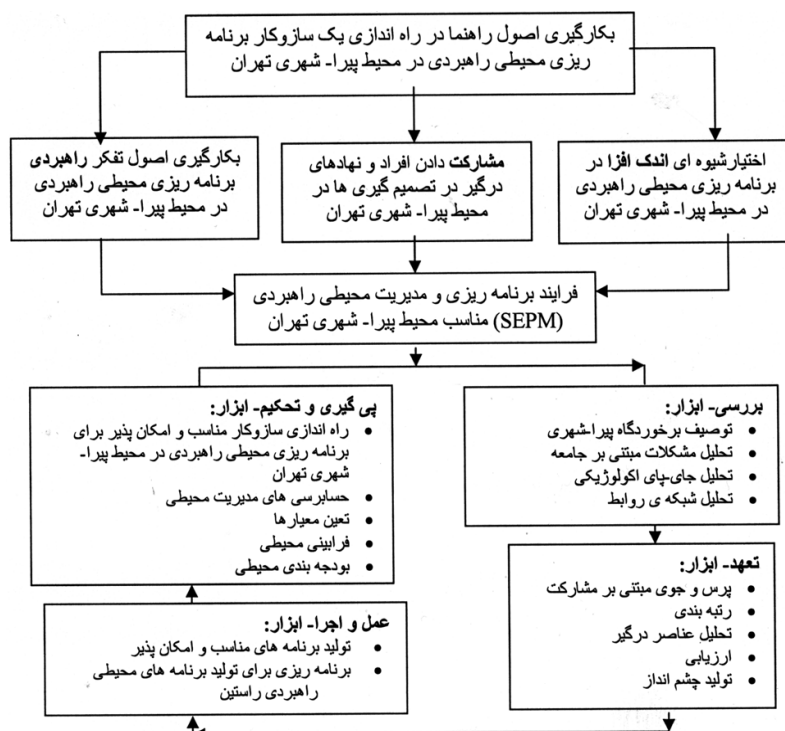 بکارگیری اصول راهنما در راه اندازی یک سازوکار برنامه
ریزی محیطی راهبردی در محیط پیرا- شهری تهران
اختیارشیوه ای اندک افزا در
برنامه ریزی محیطی راهبردی
در محیط پیرا- شهری تهران
مشارکت دادن افراد و نهادهای
درگیر در تصمیم گیری ها در
محیط پیرا- شهری تهران
بکارگیری اصول تفکر راهبردی
برنامه ریزی محیطی راهبردی
در محیط پیرا- شهری تهران
فرایند برنامه ریزی و مدیریت محیطی راهبردی
(SEPM) مناسب محیط پیرا- شهری تهران
بررسی- ابزار:
• توصیف برخوردگاه پیرا-شهری
• تحلیل مشکلات مبتنی بر جامعه
• تحلیل جای-پای اکولوژیکی
• تحلیل شبکه ی روابط
تعهد- ابزار:
• پرس و جوی مبتنی بر مشارکت
• رتبه بندی
• تحلیل عناصر درگیر
• ارزیابی
• تولید چشم انداز
عمل و اجرا- ابزار:
• تولید برنامه های مناسب و امکان پذیر
• برنامه ریزی برای تولید برنامه های محیطی
راهبردی راستین
پی گیری و تحکیم- ابزار:
• راه اندازی سازوکار مناسب و امکان پذیر برای
برنامه ریزی محیطی راهبردی در محیط پیرا-
شهری تهران
• حسابرسی های مدیریت محیطی
• تعین معیارها
• فرابینی محیطی
• بودجه بندی محیطی